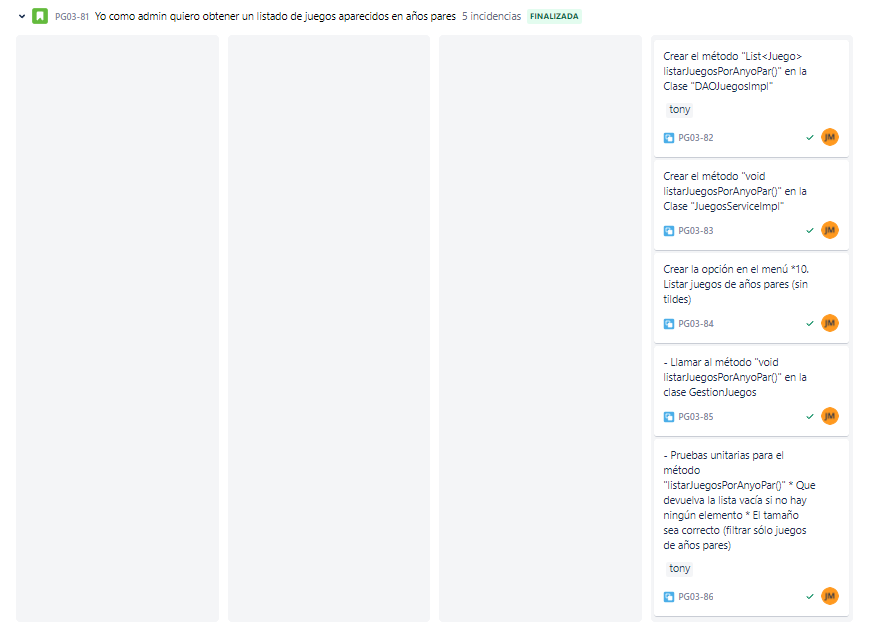 PG03-81 Yo como admin quiero obtener un listado de juegos aparecidos en años pares 5 incidencias FINALIZADA
Crear el método "List<Juego>
listarJuegosPorAnyoPar()" en la
Clase "DAOJuegosImpl"
tony
PG03-82 JM
Crear el método "void
listarJuegosPorAnyoPar()" en la
Clase "JuegosServiceImpl"
PG03-83 JM
Crear la opción en el menú *10.
Listar juegos de años pares (sin
tildes)
PG03-84 JM
- Llamar al método "void
listarJuegosPorAnyoPar()" en la
clase GestionJuegos
PG03-85 JM
- Pruebas unitarias para el
método
"listarJuegosPorAnyoPar()" * Que
devuelva la lista vacía si no hay
ningún elemento * El tamaño
sea correcto (filtrar sólo juegos
de años pares)
tony
PG03-86 JM